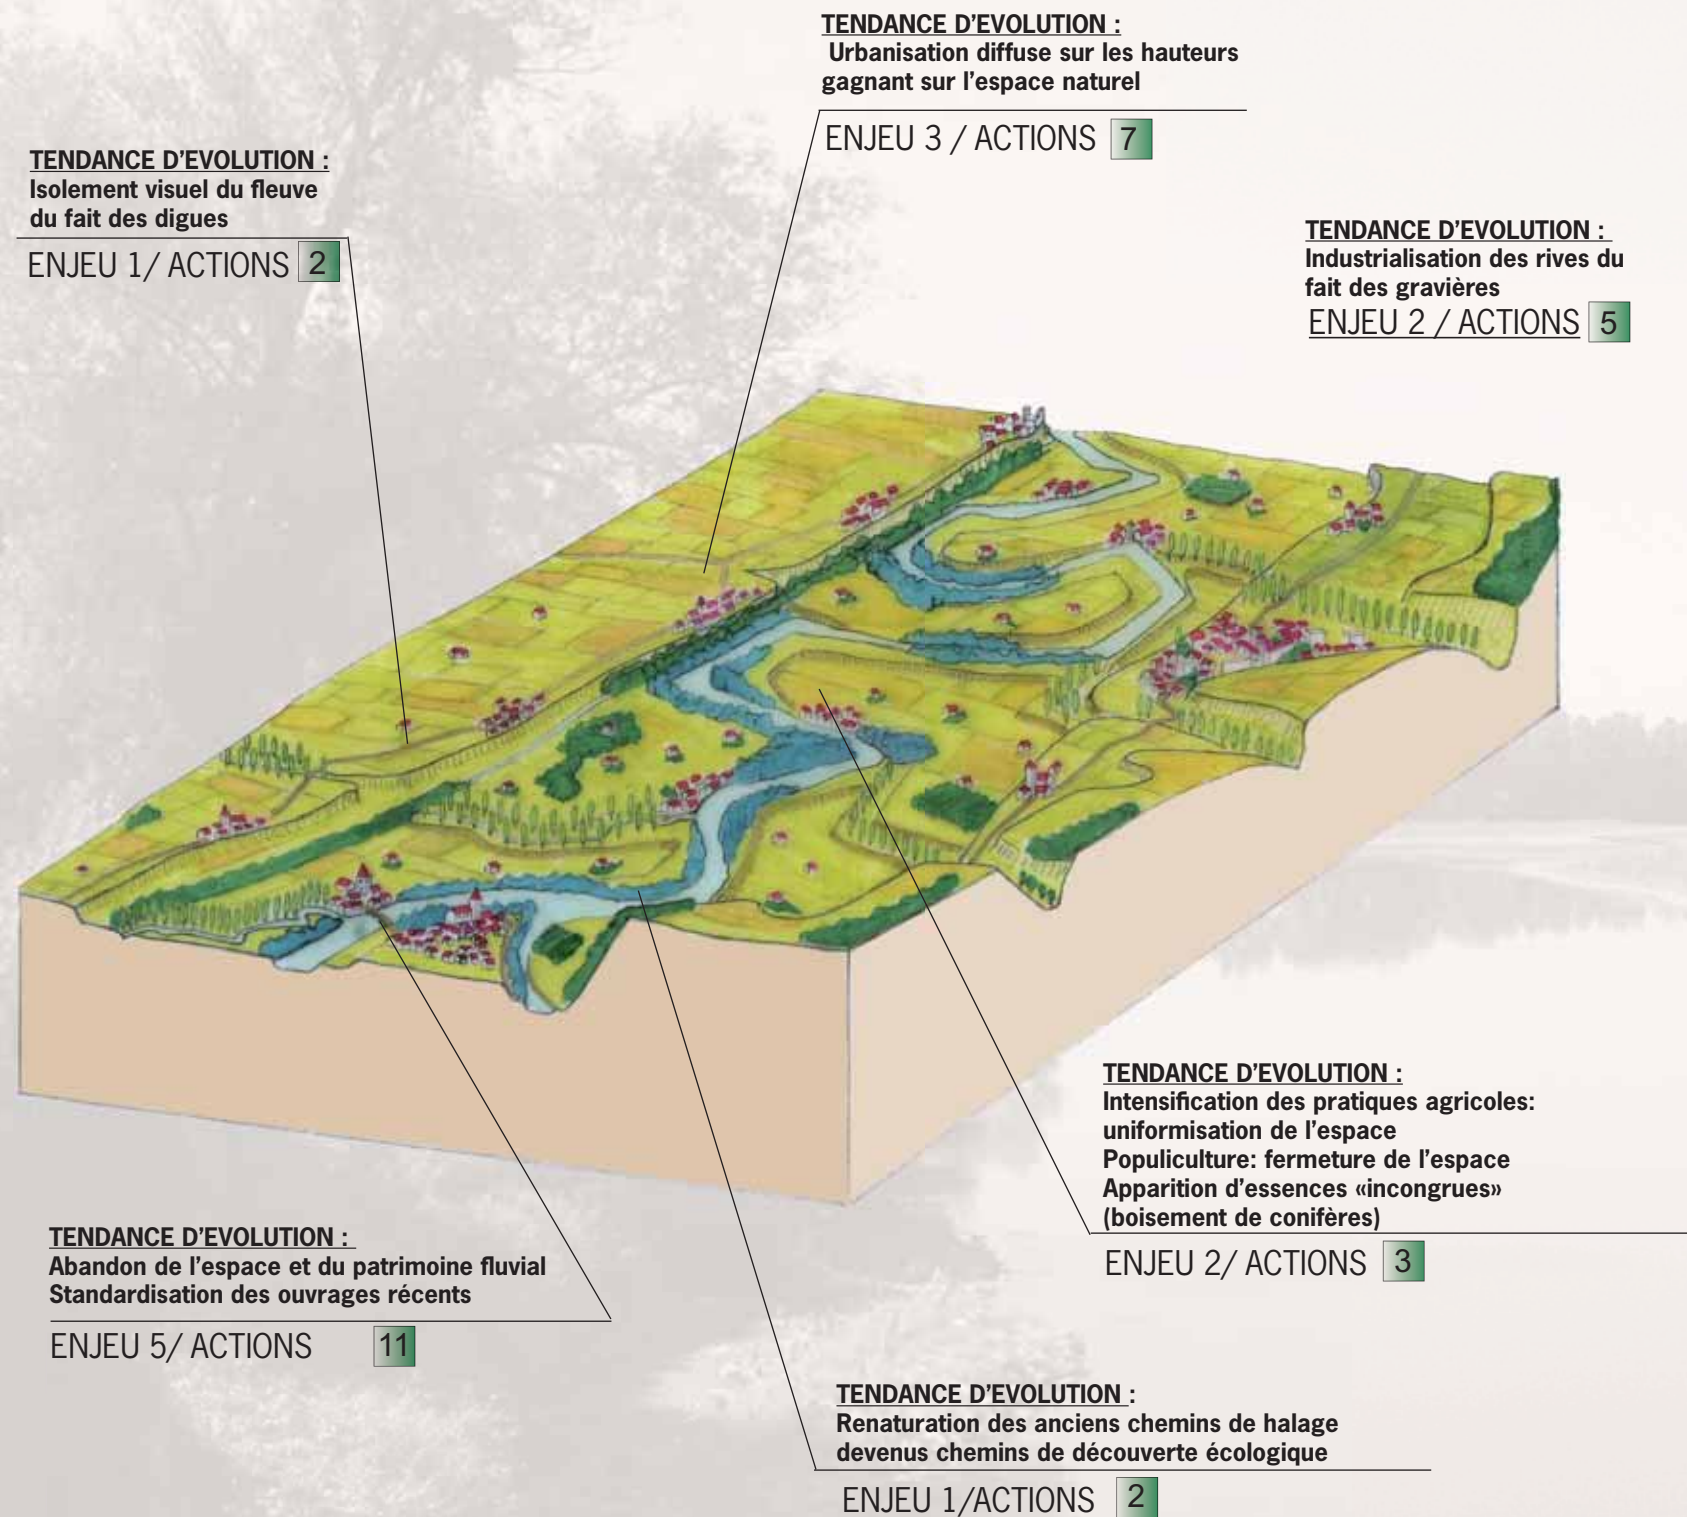 TENDANCE D'EVOLUTION :
Urbanisation diffuse sur les hauteurs
gagnant sur l'espace naturel
ENJEU 3 / ACTIONS 7
TENDANCE D'EVOLUTION :
Isolement visuel du fleuve
du fait des digues
ENJEU 1/ ACTIONS 2
TENDANCE D'EVOLUTION :
Industrialisation des rives du
fait des gravières
ENJEU 2 / ACTIONS 5
TENDANCE D'EVOLUTION :
Intensification des pratiques agricoles:
uniformisation de l'espace
Populiculture: fermeture de l'espace
Apparition d'essences «incongrues»
(boisement de conifères)
ENJEU 2/ ACTIONS 3
TENDANCE D'EVOLUTION :
Abandon de l'espace et du patrimoine fluvial
Standardisation des ouvrages récents
ENJEU 5/ ACTIONS 11
TENDANCE D'EVOLUTION :
Renaturation des anciens chemins de halage
devenus chemins de découverte écologique
ENJEU 1/ACTIONS 2